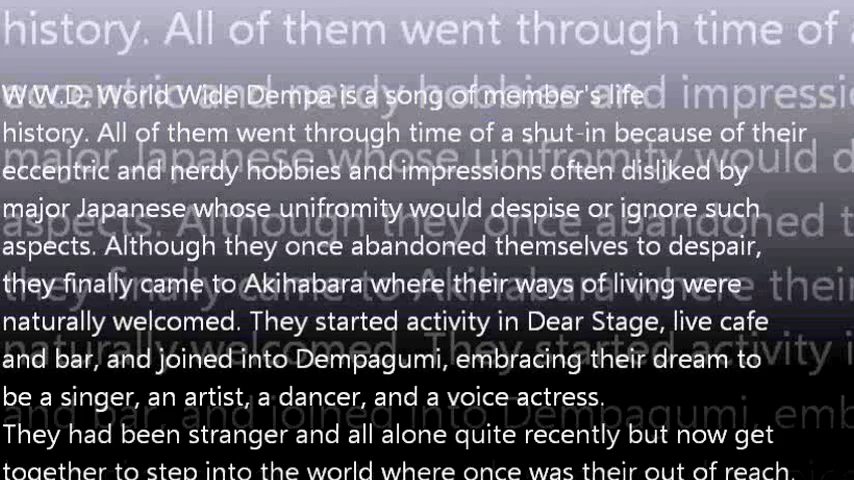 history. All of them went through time of
W.W.D, World Wide Dempa is a song of member's life
history. All of them went through time of a shut-in because of their
eccentric and nerdy hobbies and impressions often disliked by
major Japanese whose unifromity would despise or ignore such
aspects. Although they once abandoned themselves to despair,
they finally came to Akihabara where their ways of living were
naturally welcomed. They started activity in Dear Stage, live cafe
and bar, and joined into Dempagumi, embracing their dream to
be a singer, an artist, a dancer, and a voice actress.
They had been stranger and all alone quite recently but now get
together to step into the world where once was their out of reach.